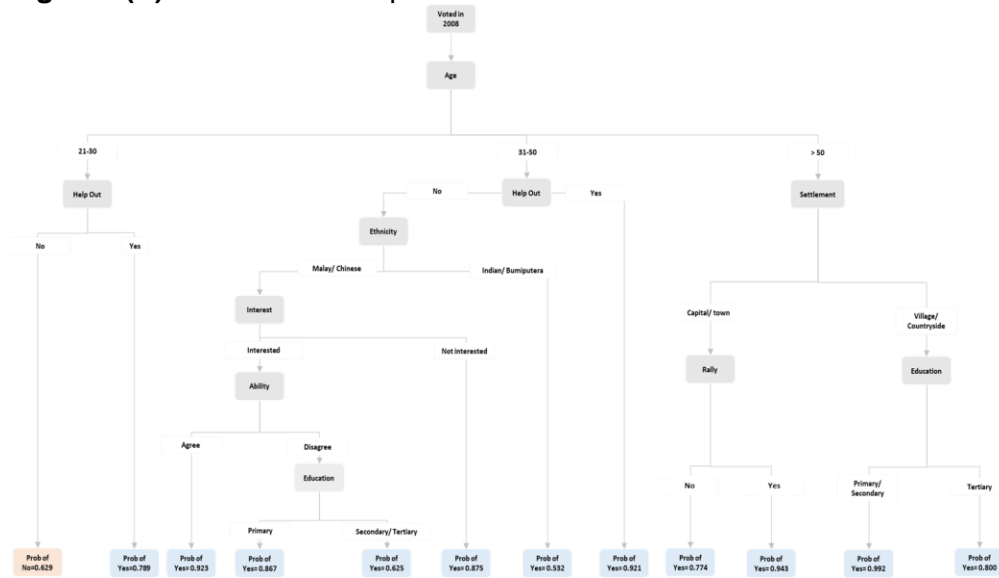 Voted in
2008
Age
21-30
31-50
> 50
Help Out
No
Help Out
Yes
Settlement
Ethnicity
No
Yes
Malay/ Chinese
Indian/ Bumiputera
Interest
Capital/ town
Village/
Countryside
Interested
Not interested
Rally
Education
Ability
Agree
Disagree
Education
No
Yes
Primary/
Secondary
Tertiary
Primary
Secondary/ Tertiary
Prob of
No=0.629
Prob of
Yes=0.789
Prob of
Yes=0.923
Prob of
Yes=0.867
Prob of
Yes=0.625
Prob of
Yes=0.875
Prob of
Yes=0.532
Prob of
Yes=0.921
Prob of
Yes=0.774
Prob of
Yes=0.943
Prob of
Yes=0.992
Prob of
Yes=0.800